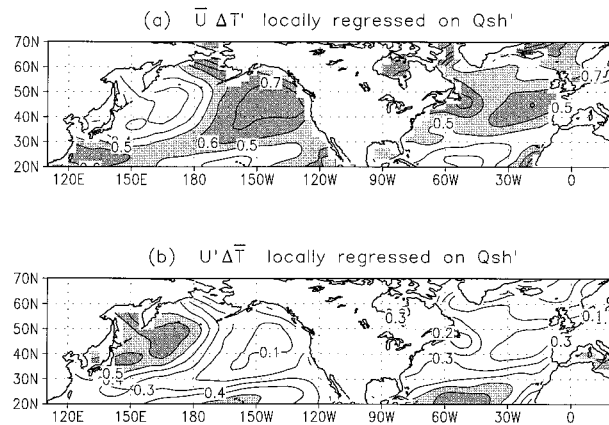 (a) U̅ ΔT' locally regressed on Qsh'
70N
60N
50N
40N
30N
20N
0.7
0.7
0.5
0.6
0.5
0.5
0.5
120E 150E 180 150W 120W 90W 60W 30W 0
(b) U'ΔT̅ locally regressed on Qsh'
70N
60N
50N
40N
30N
20N
0.3
0.2
0.1
0.1
0.3
0.3
0.5
0.4
0.3
0.4
120E 150E 180 150W 120W 90W 60W 30W 0